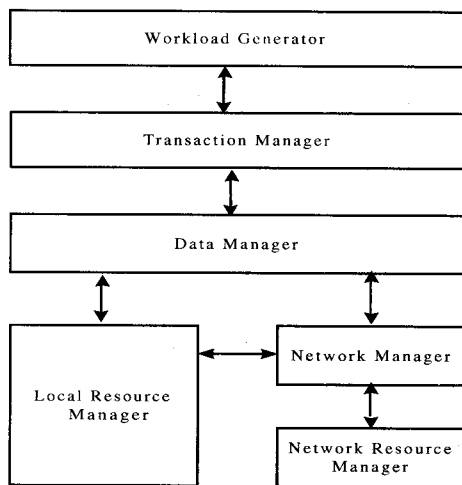 Workload Generator
Transaction Manager
Data Manager
Network Manager
Local Resource
Manager
Network Resource
Manager